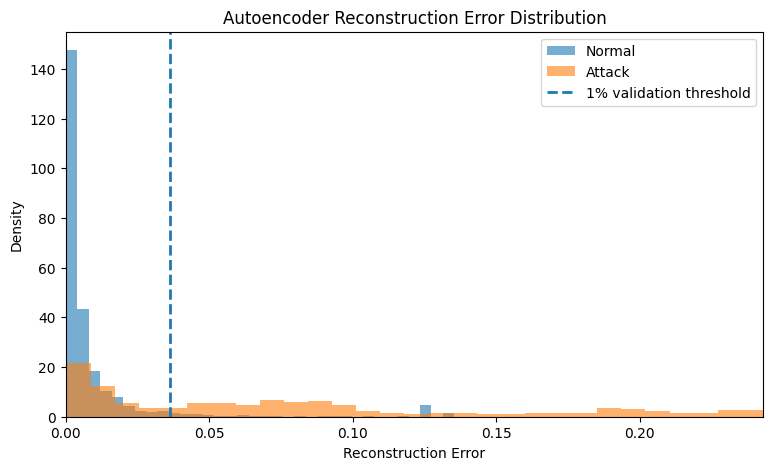 Autoencoder Reconstruction Error Distribution
Normal
Attack
1% validation threshold
Density
140
120
100
80
60
40
20
0
0.00 0.05 0.10 0.15 0.20
Reconstruction Error